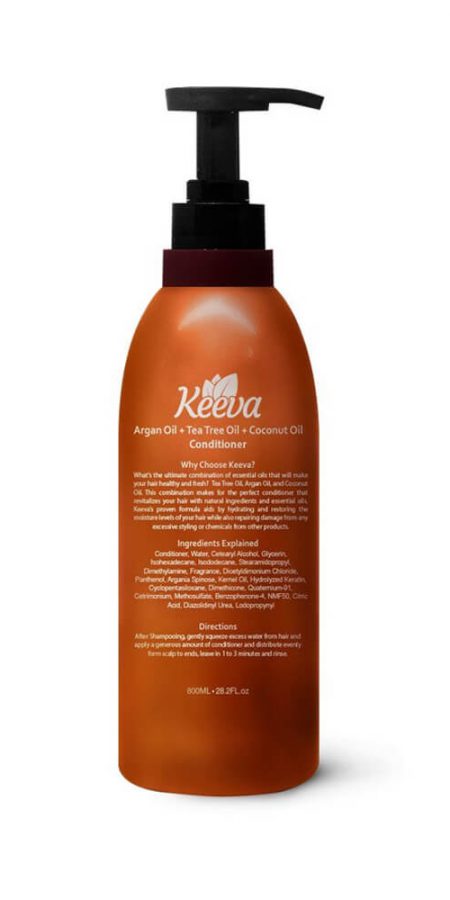 Keeva
Argan Oil + Tea Tree Oil + Coconut Oil
Conditioner
Why Choose Keeva?
What's the ultimate combination of essential oils that will make
your hair healthy and fresh? Tea Tree Oil, Argan Oil, and Coconut
Oil. This combination makes for the perfect conditioner that
revitalizes your hair with natural ingredients and essential oils,
Keeva's proven formula aids by hydrating and restoring the
moisture levels of your hair while also repairing damage from any
excessive styling or chemicals from other products.
Ingredients Explained
Conditioner, Water, Cetearyl Alcohol, Glycerin,
Isohexadecane, Isododecane, Stearamidopropyl,
Dimethylamine, Fragrance, Dicetyldimonium Chloride,
Panthenol, Argania Spinose, Kernel Oil, Hydrolyzed Keratin,
Cyclopentasiloxane, Dimethicone, Quaternium-91,
Cetrimonium, Methosulfate, Benzophenone-4, NMF50, Citric
Acid, Diazolidinyl Urea, Lodopropynyl
Directions
After Shampooing, gently squeeze excess water from hair and
apply a generous amount of conditioner and distribute evenly
form scalp to ends, leave in 1 to 3 minutes and rinse.
800ML • 28.2FL.oz